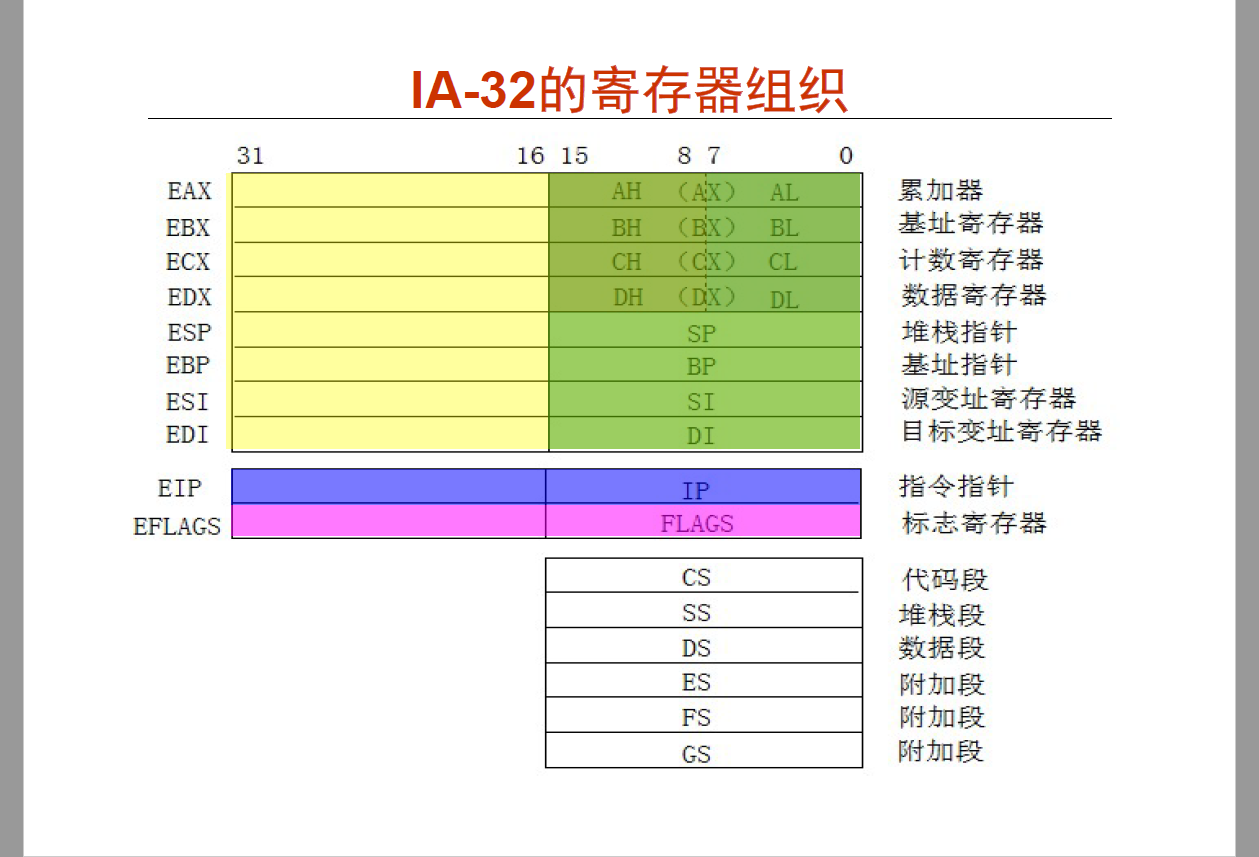 IA-32的寄存器组织
31 16 15 8 7 0
EAX AH （AX） AL 累加器
EBX BH （BX） BL 基址寄存器
ECX CH （CX） CL 计数寄存器
EDX DH （DX） DL 数据寄存器
ESP SP 堆栈指针
EBP BP 基址指针
ESI SI 源变址寄存器
EDI DI 目标变址寄存器
EIP IP 指令指针
EFLAGS FLAGS 标志寄存器
CS 代码段
SS 堆栈段
DS 数据段
ES 附加段
FS 附加段
GS 附加段